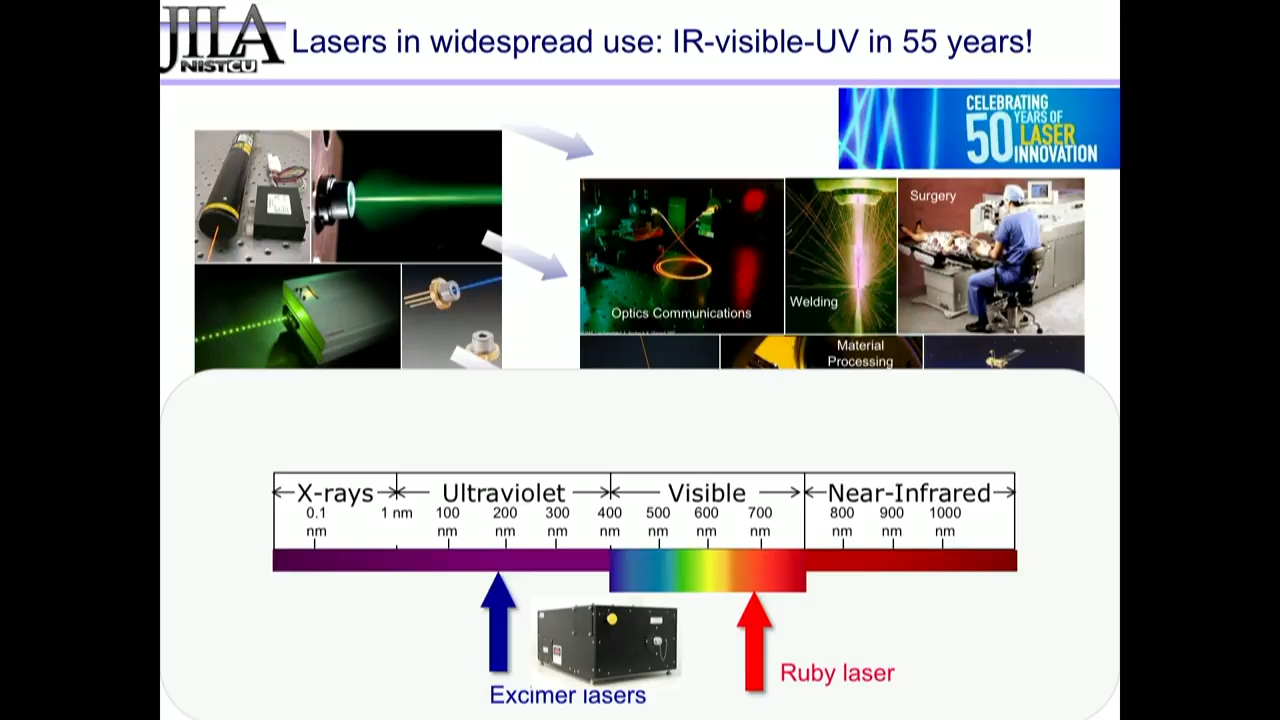 JILA
NIST CU
Lasers in widespread use: IR-visible-UV in 55 years!
CELEBRATING
50 YEARS OF
LASER
INNOVATION
Surgery
Welding
Optics Communications
Material
Processing
X-rays Ultraviolet Visible Near-Infrared
0.1 1 nm 100 200 300 400 500 600 700 800 900 1000
nm nm nm nm nm nm nm nm nm nm nm
Excimer lasers
Ruby laser